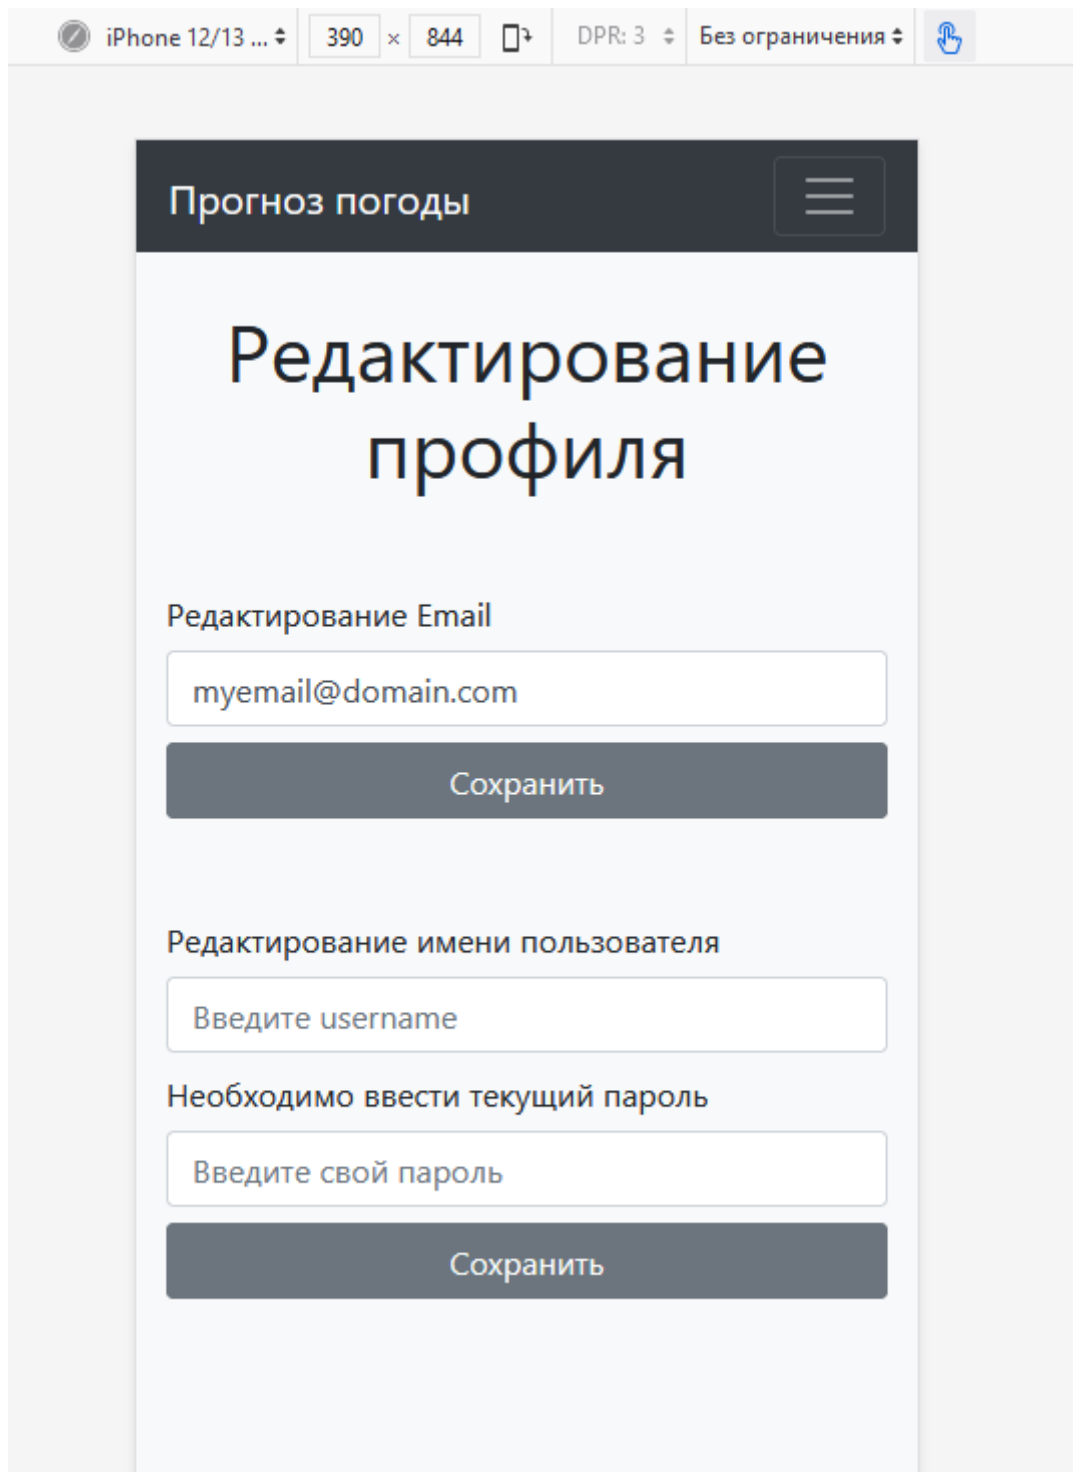 iPhone 12/13 ... 390 × 844 DPR: 3 Без ограничения
Прогноз погоды
Редактирование
профиля
Редактирование Email
myemail@domain.com
Сохранить
Редактирование имени пользователя
Введите username
Необходимо ввести текущий пароль
Введите свой пароль
Сохранить